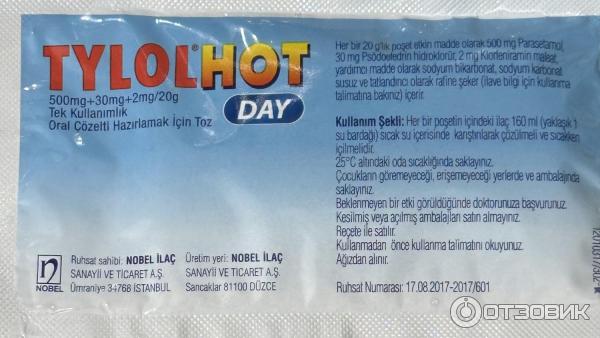 TYLOL®HOT
DAY
500mg+30mg+2mg/20g
Tek Kullanımlık
Oral Çözelti Hazırlamak İçin Toz
Ruhsat sahibi: NOBEL İLAÇ
SANAYİİ VE TİCARET A.Ş.
Ümraniye 34768 İSTANBUL
Üretim yeri: NOBEL İLAÇ
SANAYİİ VE TİCARET A.Ş.
Sancaklar 81100 DÜZCE
n
NOBEL
Her bir 20 g'lık poşet etkin madde olarak 500 mg Parasetamol,
30 mg Psödoefedrin hidroklorür, 2 mg Klorfeniramin maleat,
yardımcı madde olarak sodyum bikarbonat, sodyum karbonat
susuz ve tatlandırıcı olarak rafine şeker (ilave bilgi için kullanma
talimatına bakınız) içerir.
Kullanım Şekli: Her bir poşetin içindeki ilaç 160 ml (yaklaşık 1
su bardağı) sıcak su içerisinde karıştırılarak çözülmeli ve sıcakken
içilmelidir.
25°C altındaki oda sıcaklığında saklayınız.
Çocukların göremeyeceği, erişemeyeceği yerlerde ve ambalajında
saklayınız.
Beklenmeyen bir etki görüldüğünde doktorunuza başvurunuz.
Kesilmiş veya açılmış ambalajları satın almayınız.
Reçete ile satılır.
Kullanmadan önce kullanma talimatını okuyunuz.
Ağızdan alınır.
Ruhsat Numarası: 17.08.2017-2017/601
ОТЗОВИК